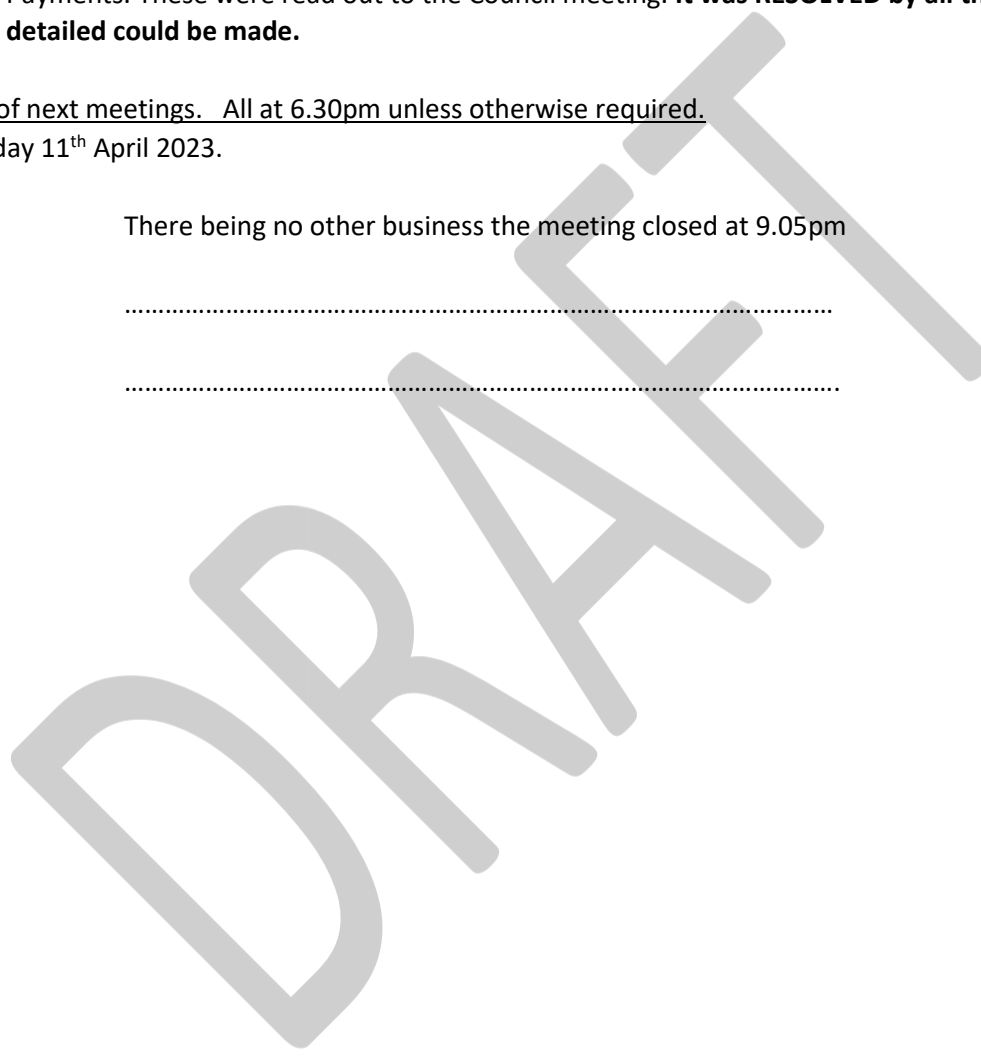 Payments. These were read out to the Council meeting. It was RESOLVED by all th
detailed could be made.
of next meetings. All at 6.30pm unless otherwise required.
day 11th April 2023.
There being no other business the meeting closed at 9.05pm
……………………………………………………………………………………………
…………………………………………………………………………………………….
DRAFT